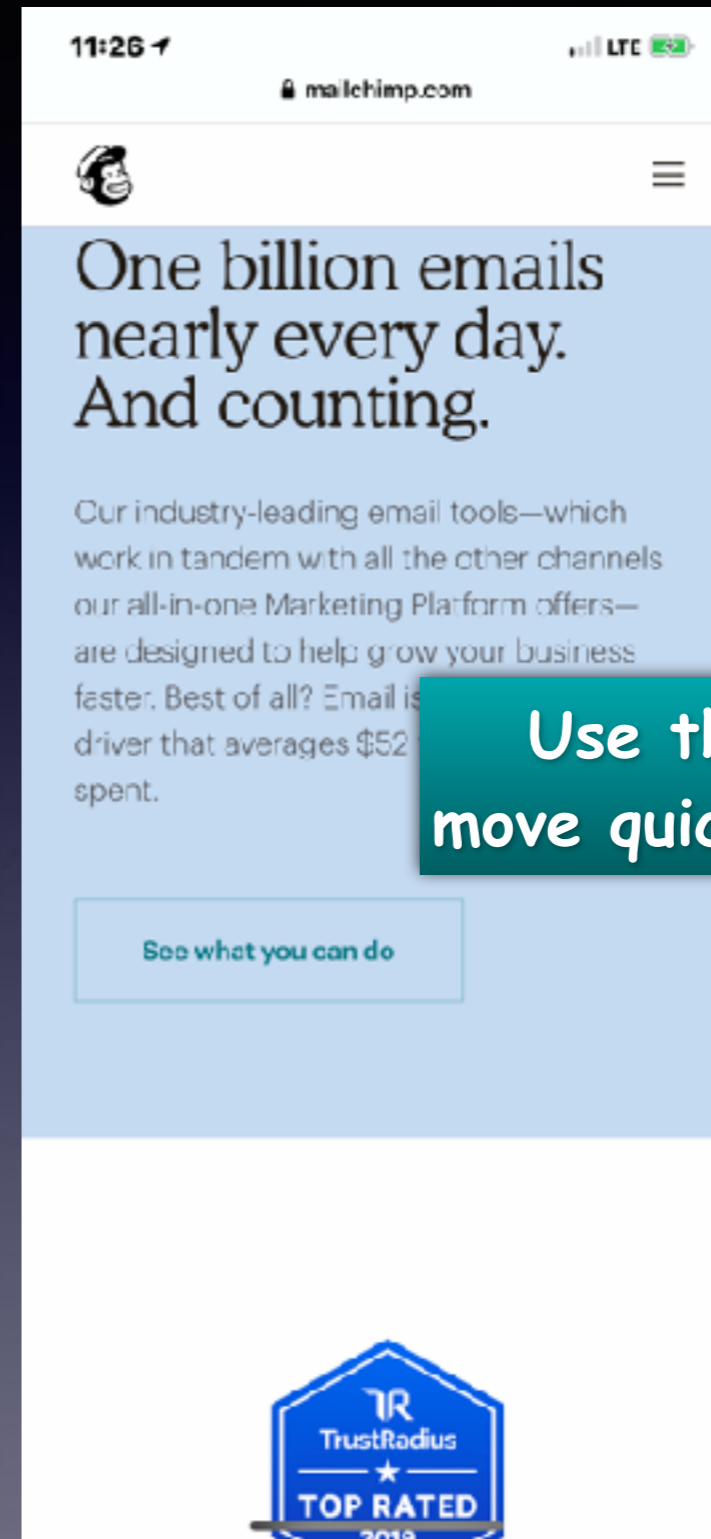 11:26
LTE
mailchimp.com
One billion emails
nearly every day.
And counting.
Our industry-leading email tools—which
work in tandem with all the other channels
our all-in-one Marketing Platform offers—
are designed to help grow your business
faster. Best of all? Email is
driver that averages $52
spent.
Use
move
See what you can do
TR
TrustRadius
TOP RATED
2019